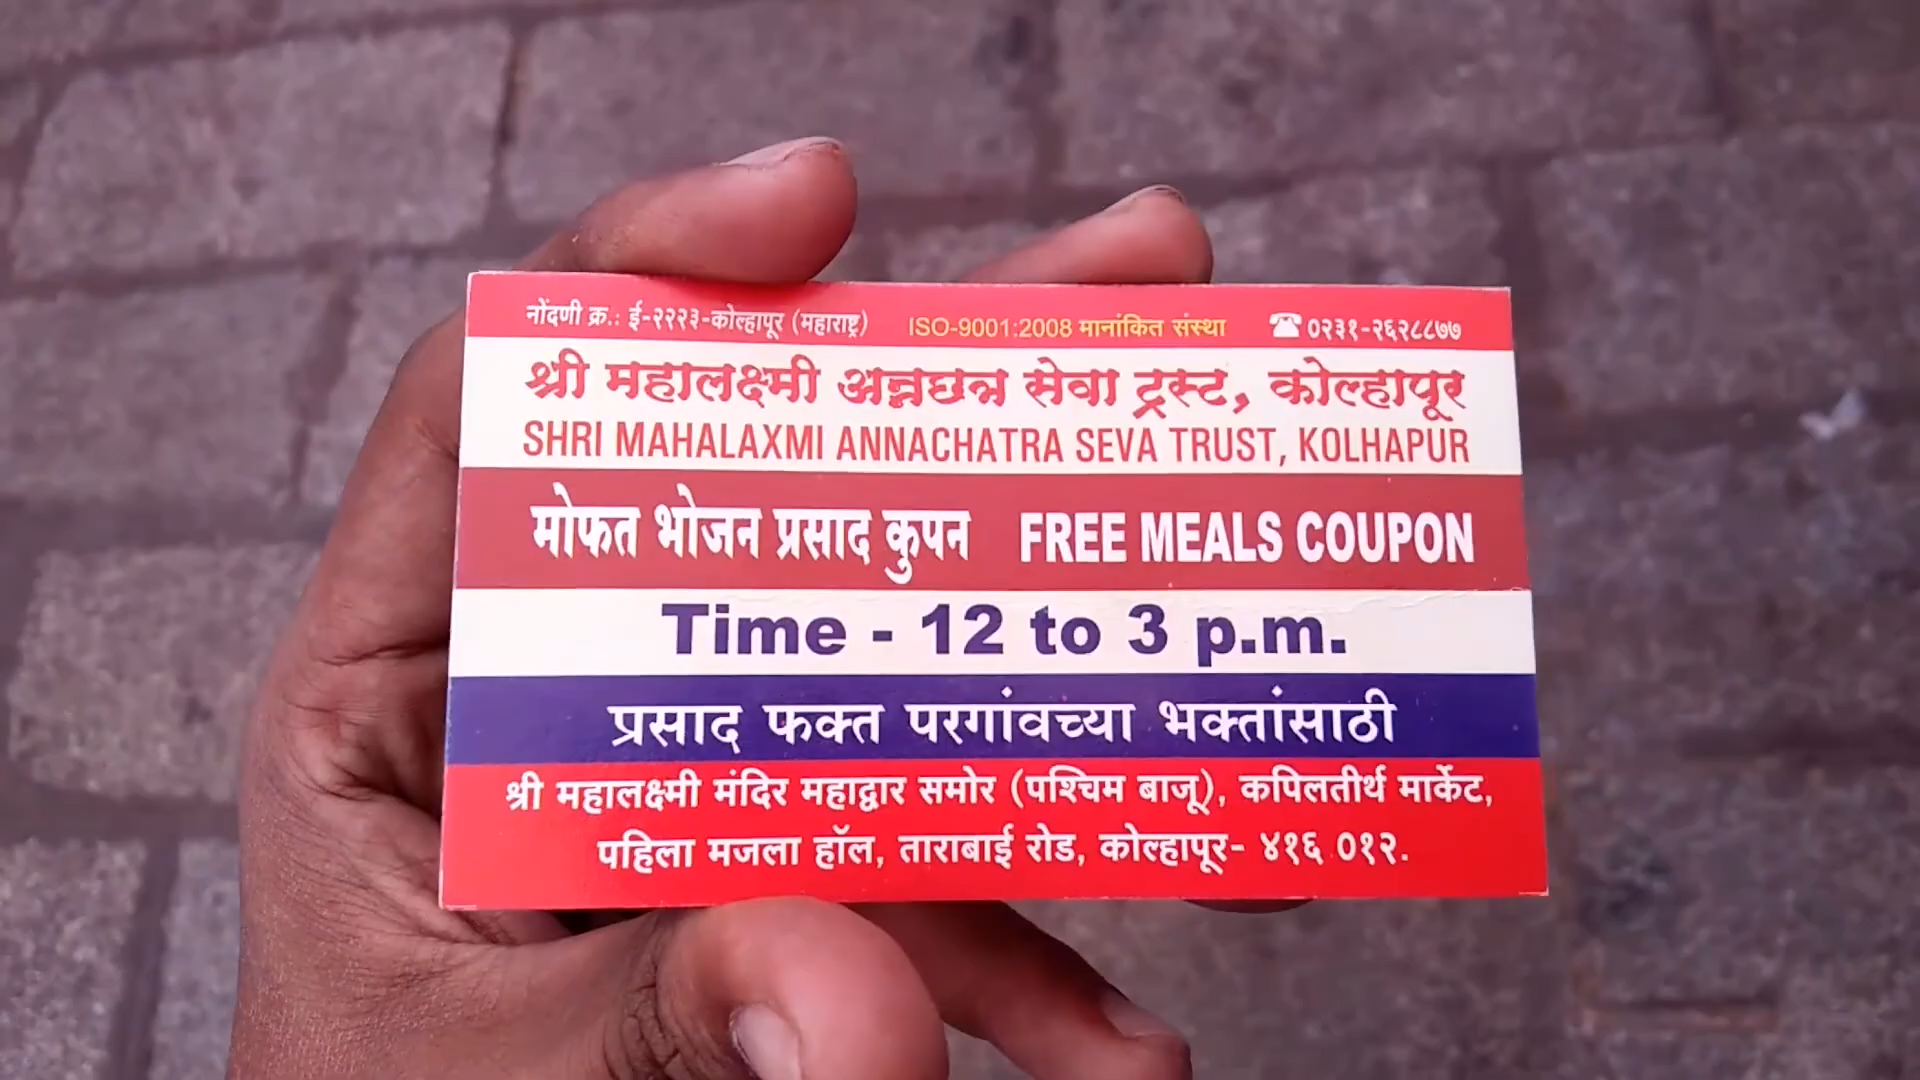 नोंदणी क्र.: ई-२२२३-कोल्हापूर (महाराष्ट्र) ISO-9001:2008 मानांकित संस्था ☎ ०२३१-२६२८८७७
श्री महालक्ष्मी अन्नछत्र सेवा ट्रस्ट, कोल्हापूर
SHRI MAHALAXMI ANNACHATRA SEVA TRUST, KOLHAPUR
मोफत भोजन प्रसाद कुपन FREE MEALS COUPON
Time - 12 to 3 p.m.
प्रसाद फक्त परगांवच्या भक्तांसाठी
श्री महालक्ष्मी मंदिर महाद्वार समोर (पश्चिम बाजू), कपिलतीर्थ मार्केट,
पहिला मजला हॉल, ताराबाई रोड, कोल्हापूर- ४१६ ०१२.